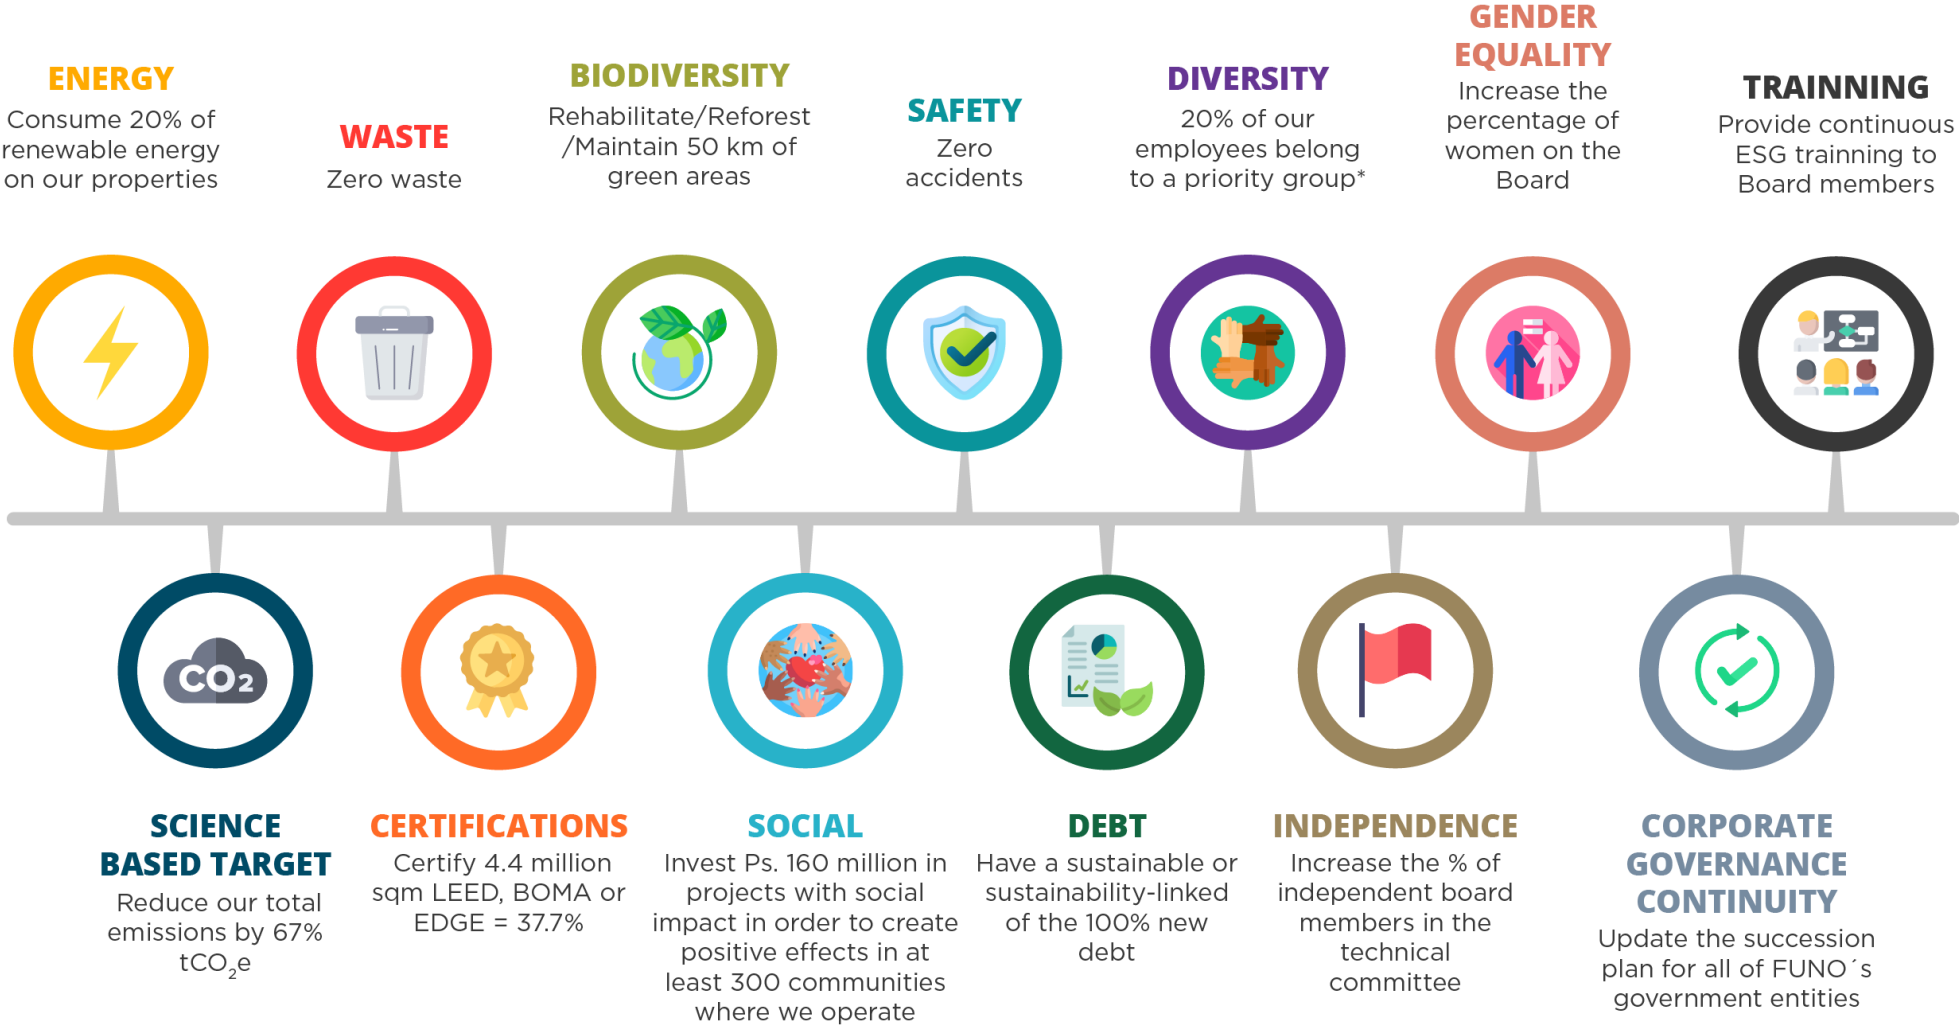 ENERGY
Consume 20% of
renewable energy
on our properties
WASTE
Zero waste
BIODIVERSITY
Rehabilitate/Reforest
/Maintain 50 km of
green areas
SAFETY
Zero
accidents
DIVERSITY
20% of our
employees belong
to a priority group*
GENDER
EQUALITY
Increase the
percentage of
women on the
Board
TRAINNING
Provide continuous
ESG trainning to
Board members
CO2
SCIENCE
BASED TARGET
Reduce our total
emissions by 67%
tCO₂e
CERTIFICATIONS
Certify 4.4 million
sqm LEED, BOMA or
EDGE = 37.7%
SOCIAL
Invest Ps. 160 million in
projects with social
impact in order to create
positive effects in at
least 300 communities
where we operate
DEBT
Have a sustainable or
sustainability-linked
of the 100% new
debt
INDEPENDENCE
Increase the % of
independent board
members in the
technical
committee
CORPORATE
GOVERNANCE
CONTINUITY
Update the succession
plan for all of FUNO´s
government entities